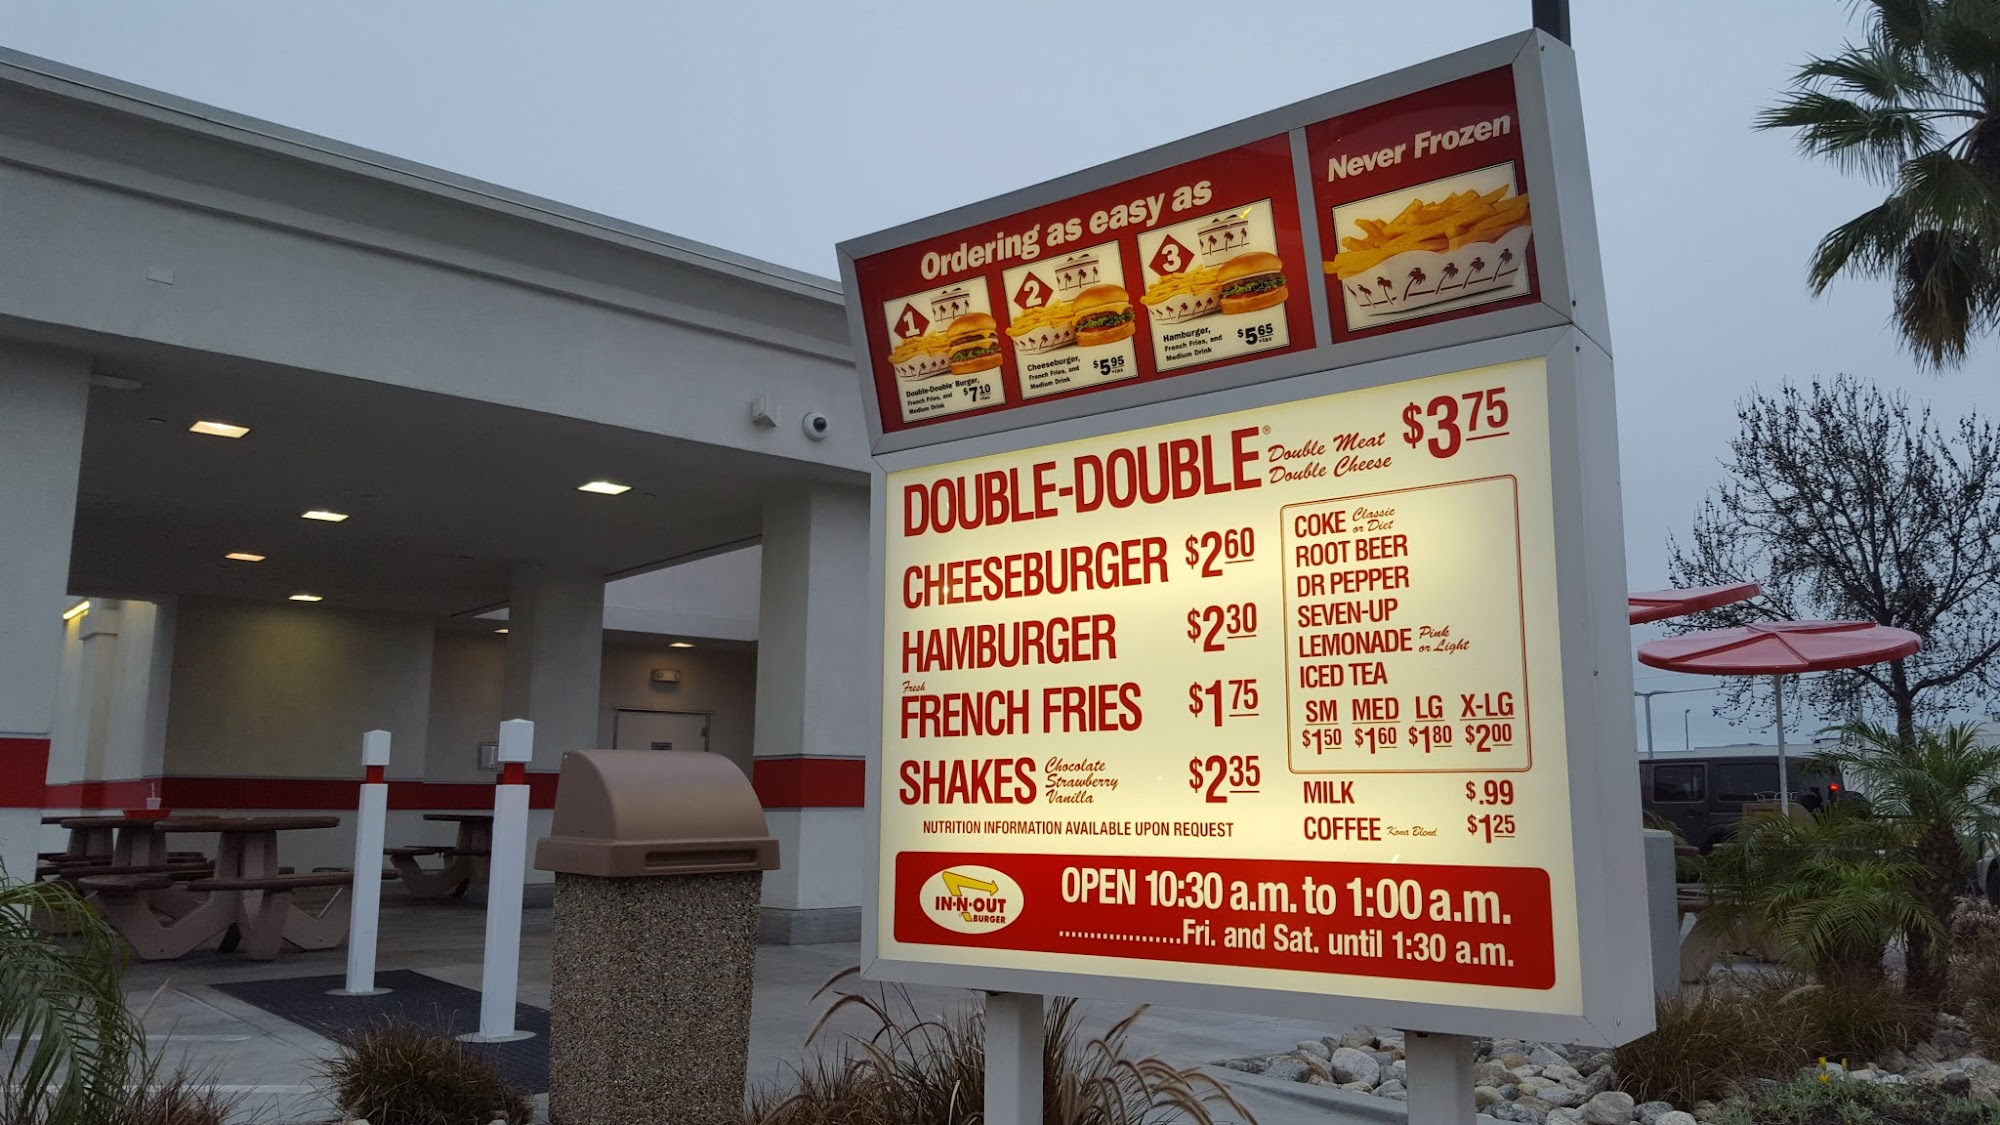 Ordering as easy as
1
Double-Double Burger,
French Fries, and
Medium Drink
$7.10
+tax
2
Cheeseburger,
French Fries, and
Medium Drink
$5.95
+tax
3
Hamburger,
French Fries, and
Medium Drink
$5.65
+tax
Never Frozen
DOUBLE-DOUBLE® Double Meat Double Cheese $3.75
CHEESEBURGER $2.60
HAMBURGER $2.30
Fresh
FRENCH FRIES $1.75
SHAKES Chocolate Strawberry Vanilla $2.35
NUTRITION INFORMATION AVAILABLE UPON REQUEST
COKE Classic or Diet
ROOT BEER
DR PEPPER
SEVEN-UP
LEMONADE Pink or Light
ICED TEA
SM MED LG X-LG
$1.50 $1.60 $1.80 $2.00
MILK $.99
COFFEE Kona Blend $1.25
IN-N-OUT
BURGER
OPEN 10:30 a.m. to 1:00 a.m.
...................Fri. and Sat. until 1:30 a.m.